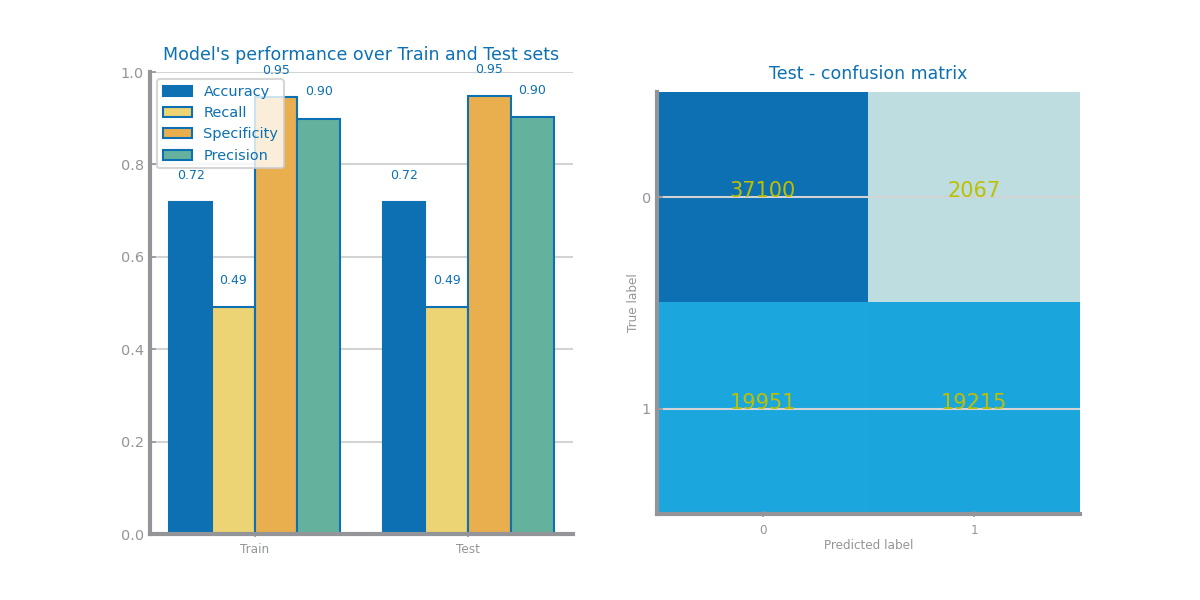 Model's performance over Train and Test sets
1.0
0.8
0.6
0.4
0.2
0.0
Accuracy
Recall
Specificity
Precision
0.72
0.49
0.95
0.90
0.72
0.49
0.95
0.90
Train
Test
Test - confusion matrix
True label
0
1
37100
2067
19951
19215
0
1
Predicted label